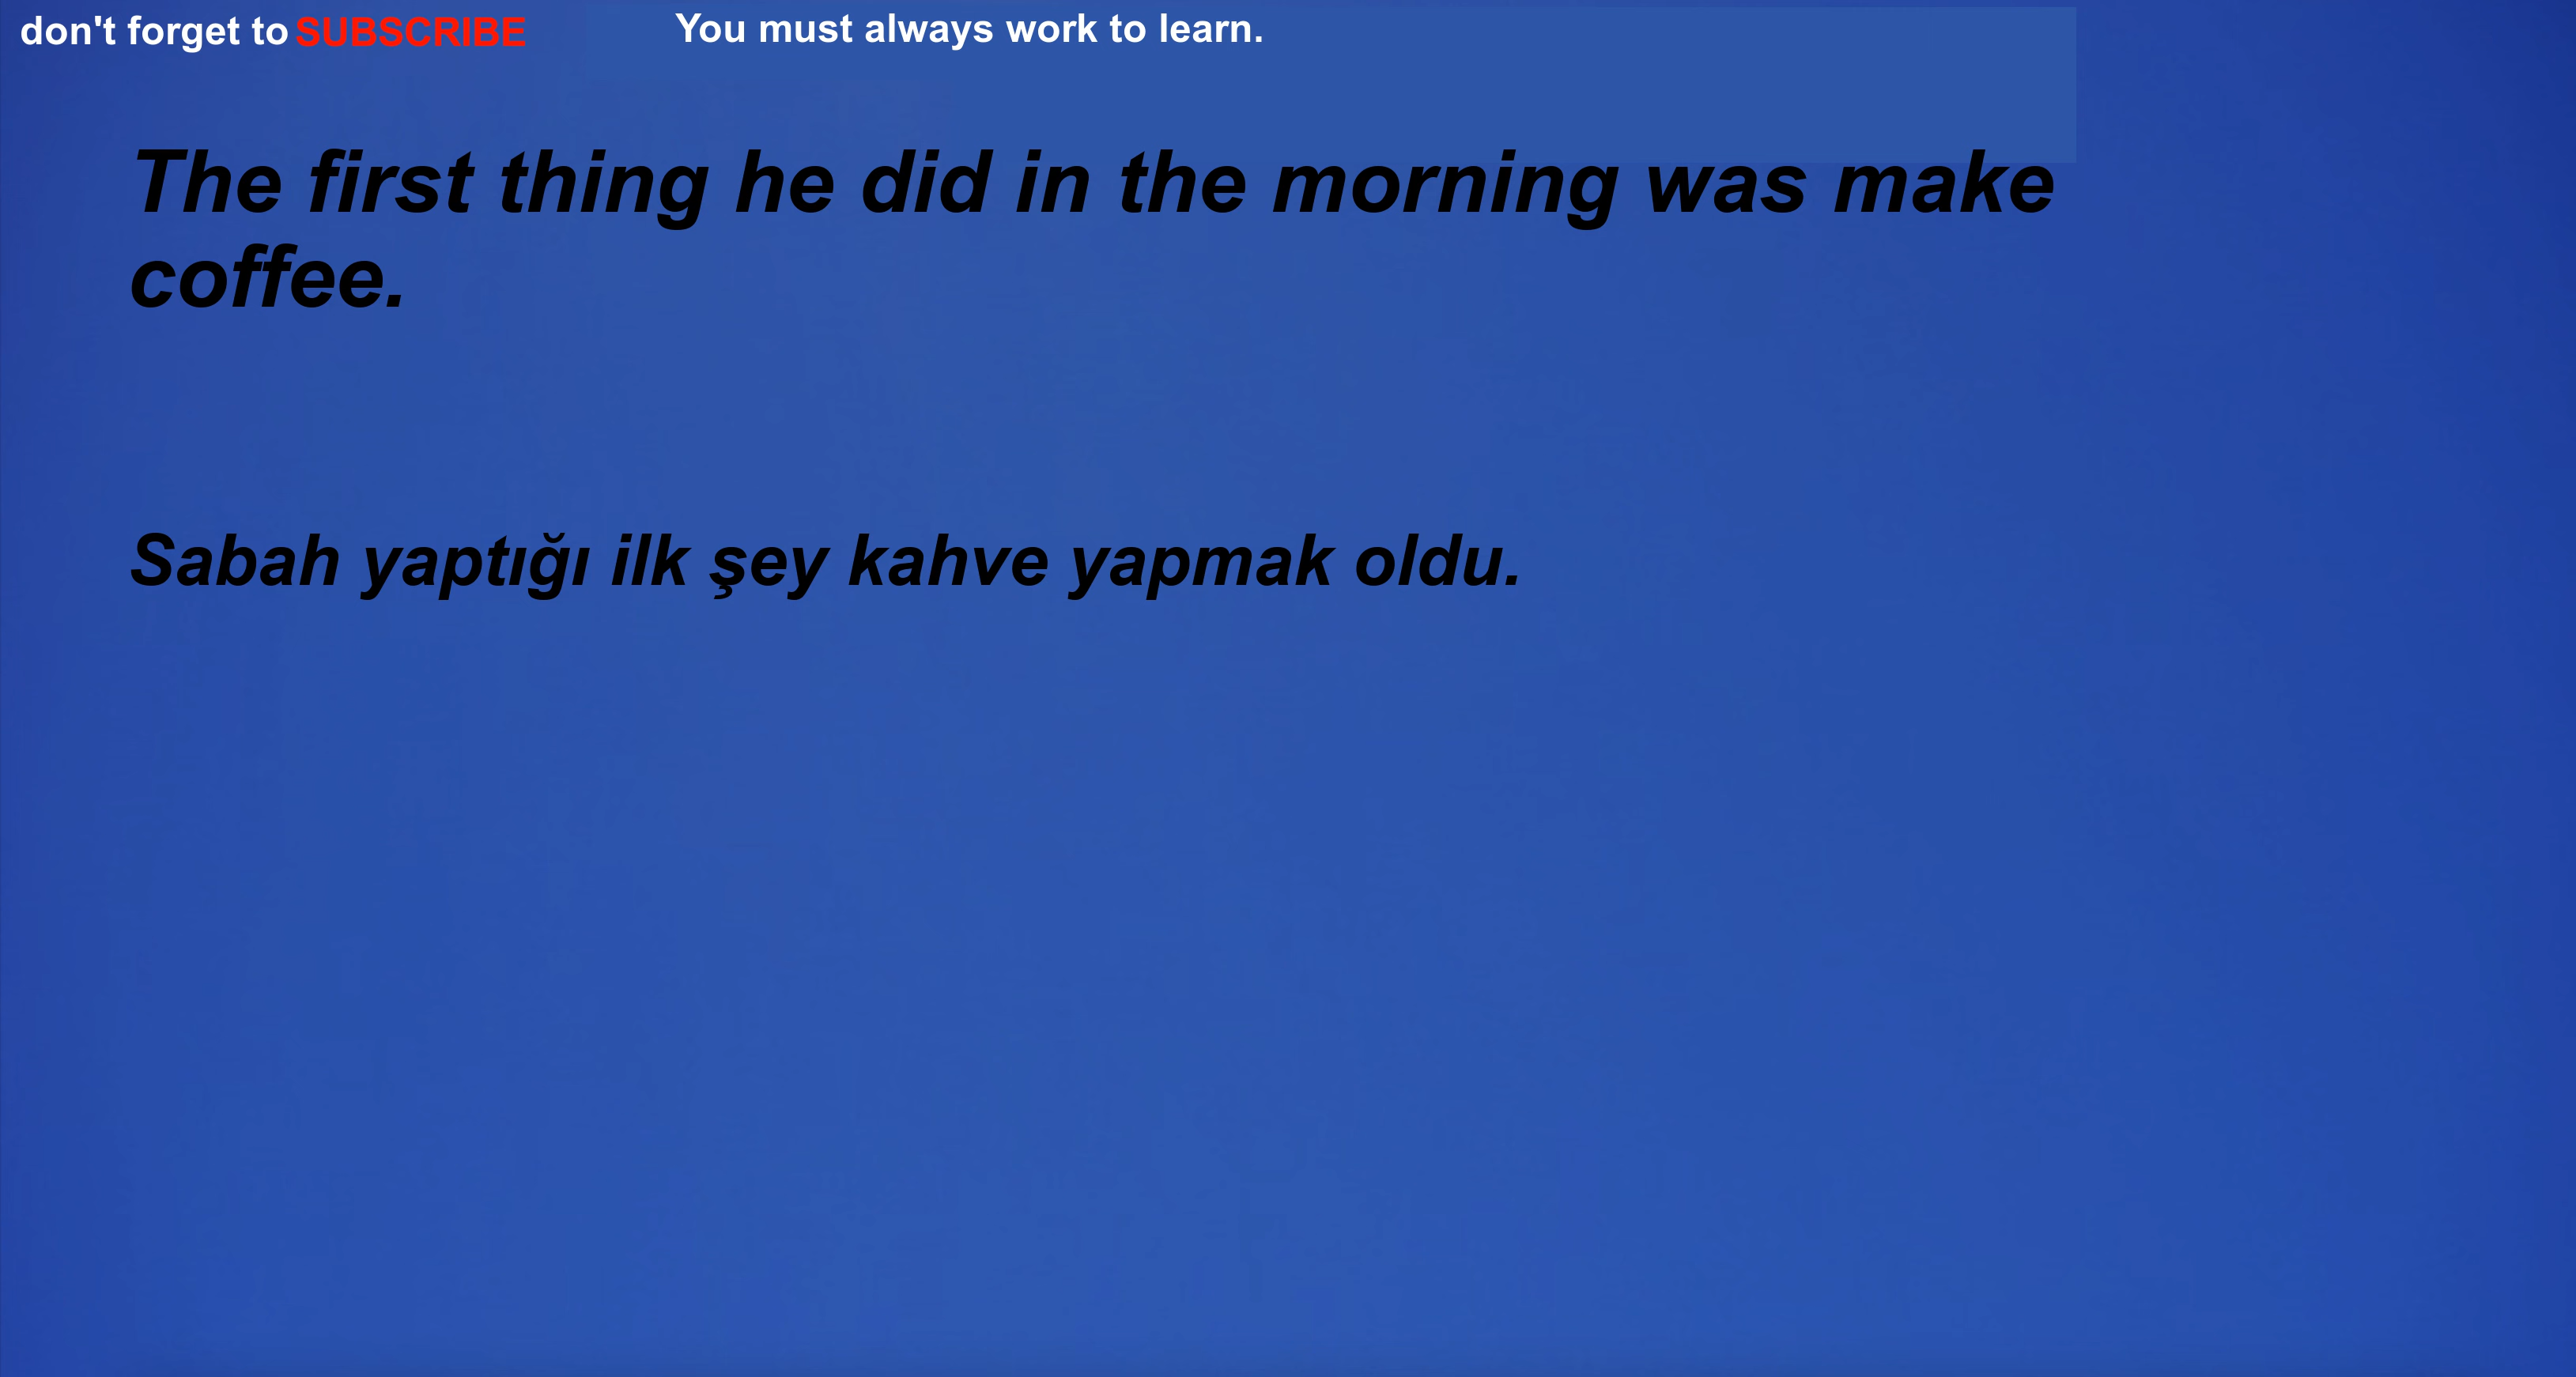 don't forget to SUBSCRIBE
You must always work to learn.
The first thing he did in the morning was make
coffee.
Sabah yaptığı ilk şey kahve yapmak oldu.